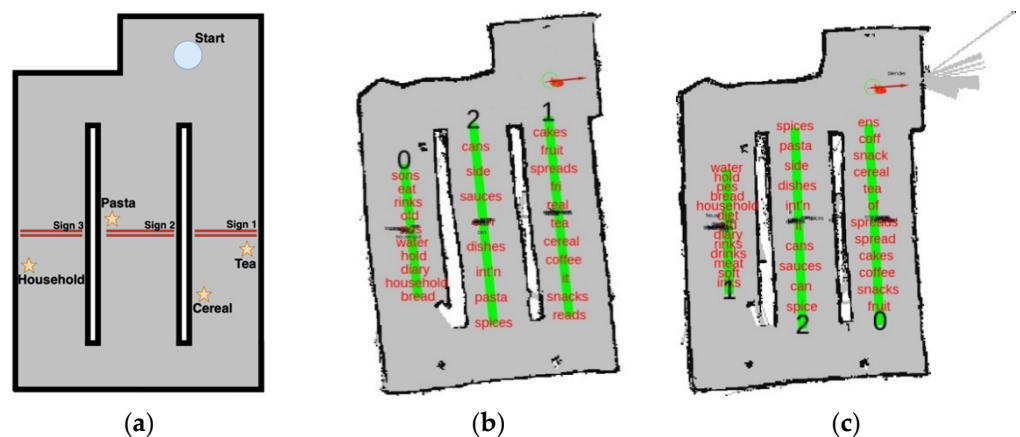 Start
Pasta
Sign 3
Sign 2
Sign 1
Household
Tea
Cereal
(a)
0
sons
eat
rinks
old
water
hold
diary
household
bread
2
cans
side
sauces
dishes
int'n
pasta
spices
1
cakes
fruit
spreads
fri
real
tea
cereal
coffee
it
snacks
reads
(b)
water
hold
pes
bread
household
diet
diary
rinks
drinks
meat
soft
inks
1
spices
pasta
side
dishes
int'n
it
cans
sauces
can
spice
2
ens
coff
snack
cereal
tea
of
spreads
spread
cakes
coffee
snacks
fruit
0
(c)